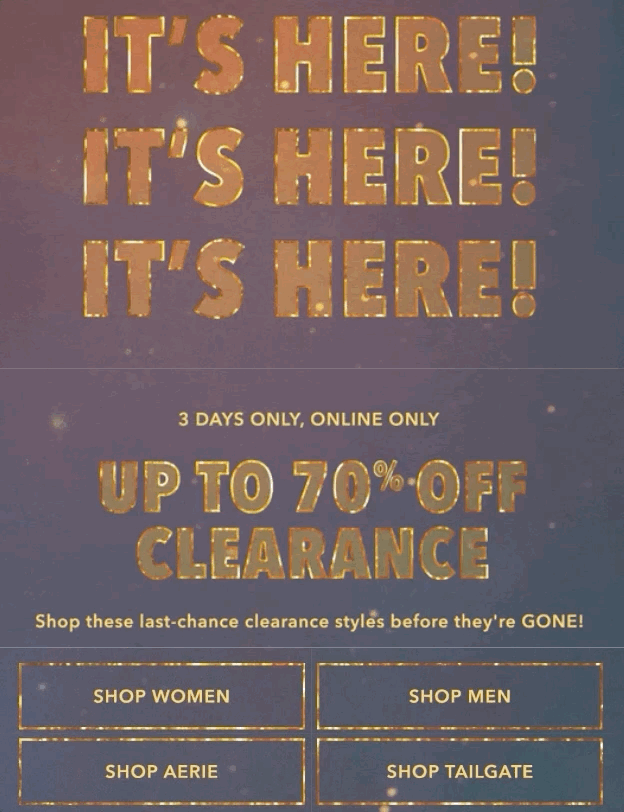 IT'S HERE!
IT'S HERE!
IT'S HERE!
3 DAYS ONLY, ONLINE ONLY
UP TO 70% OFF
CLEARANCE
Shop these last-chance clearance styles before they're GONE!
SHOP WOMEN
SHOP MEN
SHOP AERIE
SHOP TAILGATE